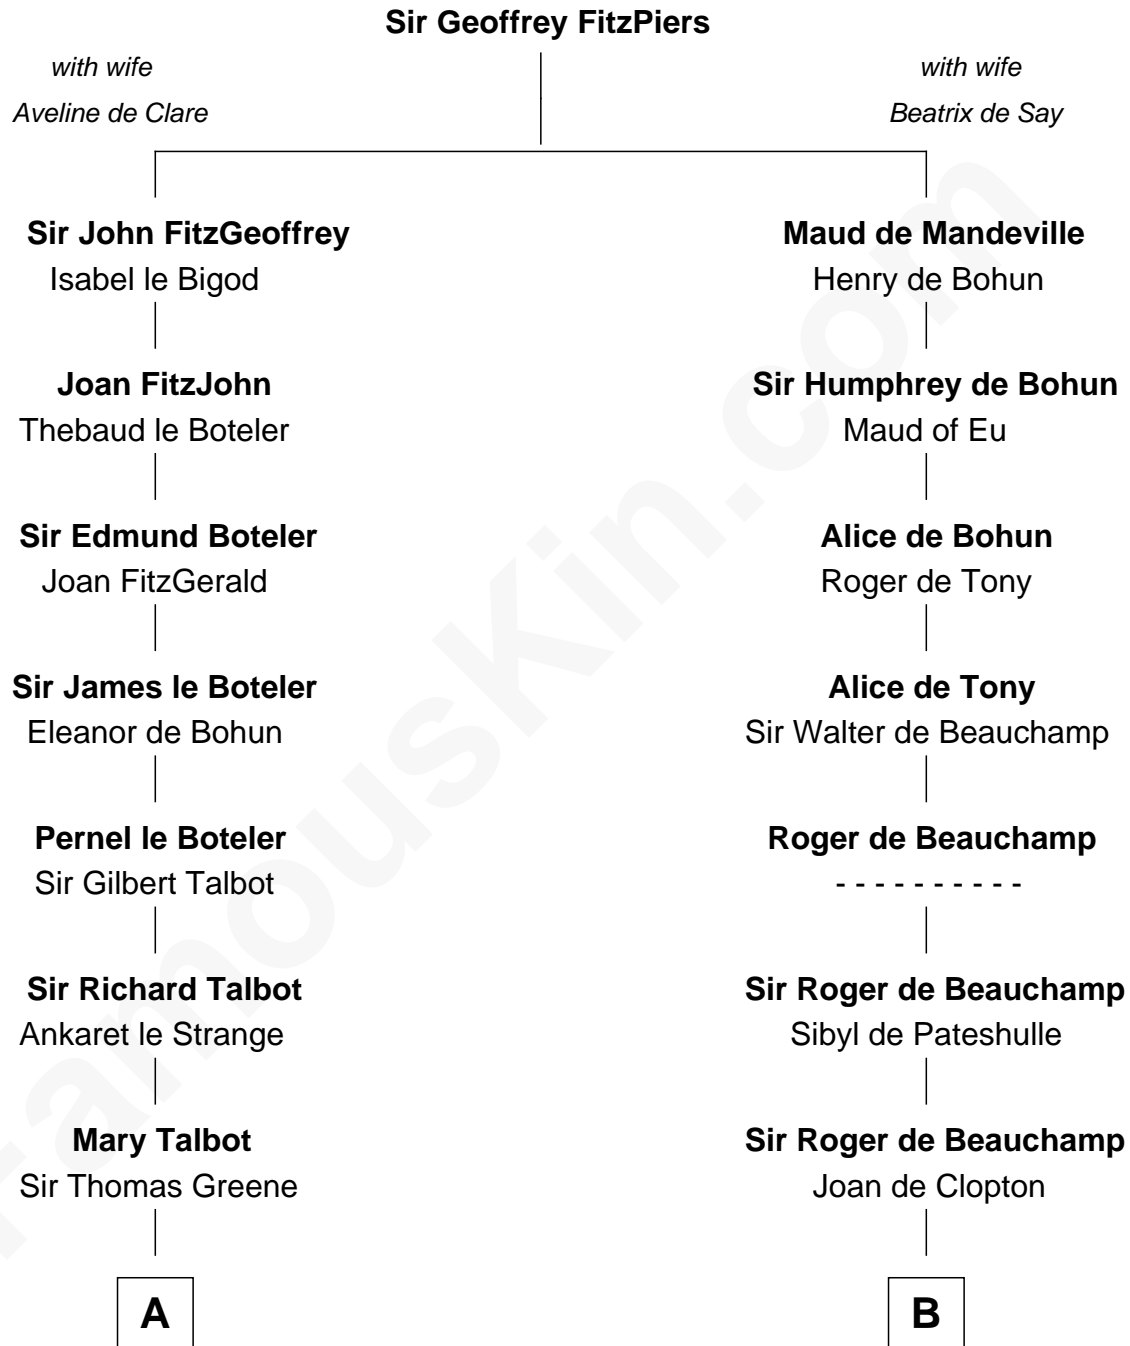 Sir Geoffrey FitzPiers
with wife
Aveline de Clare
with wife
Beatrix de Say
Sir John FitzGeoffrey
Isabel le Bigod
Maud de Mandeville
Henry de Bohun
Joan FitzJohn
Thebaud le Boteler
Sir Humphrey de Bohun
Maud of Eu
Sir Edmund Boteler
Joan FitzGerald
Alice de Bohun
Roger de Tony
Sir James le Boteler
Eleanor de Bohun
Alice de Tony
Sir Walter de Beauchamp
Pernel le Boteler
Sir Gilbert Talbot
Roger de Beauchamp
- - - - - - - - - -
Sir Richard Talbot
Ankaret le Strange
Sir Roger de Beauchamp
Sibyl de Pateshulle
Mary Talbot
Sir Thomas Greene
Sir Roger de Beauchamp
Joan de Clopton
A
B
FamousKin.com